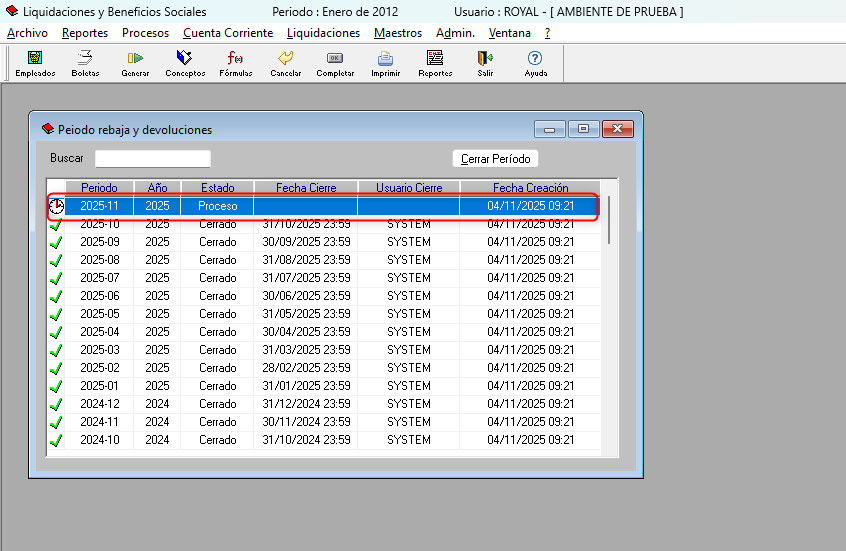 Liquidaciones y Beneficios Sociales Periodo : Enero de 2012 Usuario : ROYAL - [ AMBIENTE DE PRUEBA ]
Archivo Reportes Procesos Cuenta Corriente Liquidaciones Maestros Admin. Ventana ?
Empleados Boletas Generar Conceptos Fórmulas Cancelar Completar Imprimir Reportes Salir Ayuda
Peiodo rebaja y devoluciones
Buscar Cerrar Período
Periodo Año Estado Fecha Cierre Usuario Cierre Fecha Creación
2025-11 2025 Proceso 04/11/2025 09:21
2025-10 2025 Cerrado 31/10/2025 23:59 SYSTEM 04/11/2025 09:21
2025-09 2025 Cerrado 30/09/2025 23:59 SYSTEM 04/11/2025 09:21
2025-08 2025 Cerrado 31/08/2025 23:59 SYSTEM 04/11/2025 09:21
2025-07 2025 Cerrado 31/07/2025 23:59 SYSTEM 04/11/2025 09:21
2025-06 2025 Cerrado 30/06/2025 23:59 SYSTEM 04/11/2025 09:21
2025-05 2025 Cerrado 31/05/2025 23:59 SYSTEM 04/11/2025 09:21
2025-04 2025 Cerrado 30/04/2025 23:59 SYSTEM 04/11/2025 09:21
2025-03 2025 Cerrado 31/03/2025 23:59 SYSTEM 04/11/2025 09:21
2025-02 2025 Cerrado 28/02/2025 23:59 SYSTEM 04/11/2025 09:21
2025-01 2025 Cerrado 31/01/2025 23:59 SYSTEM 04/11/2025 09:21
2024-12 2024 Cerrado 31/12/2024 23:59 SYSTEM 04/11/2025 09:21
2024-11 2024 Cerrado 30/11/2024 23:59 SYSTEM 04/11/2025 09:21
2024-10 2024 Cerrado 31/10/2024 23:59 SYSTEM 04/11/2025 09:21